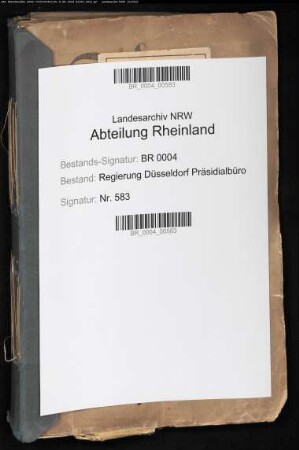 BR_0004_00583
Landesarchiv NRW
Abteilung Rheinland
Bestands-Signatur: BR 0004
Bestand: Regierung Düsseldorf Präsidialbüro
Signatur: Nr. 583
BR_0004_00583